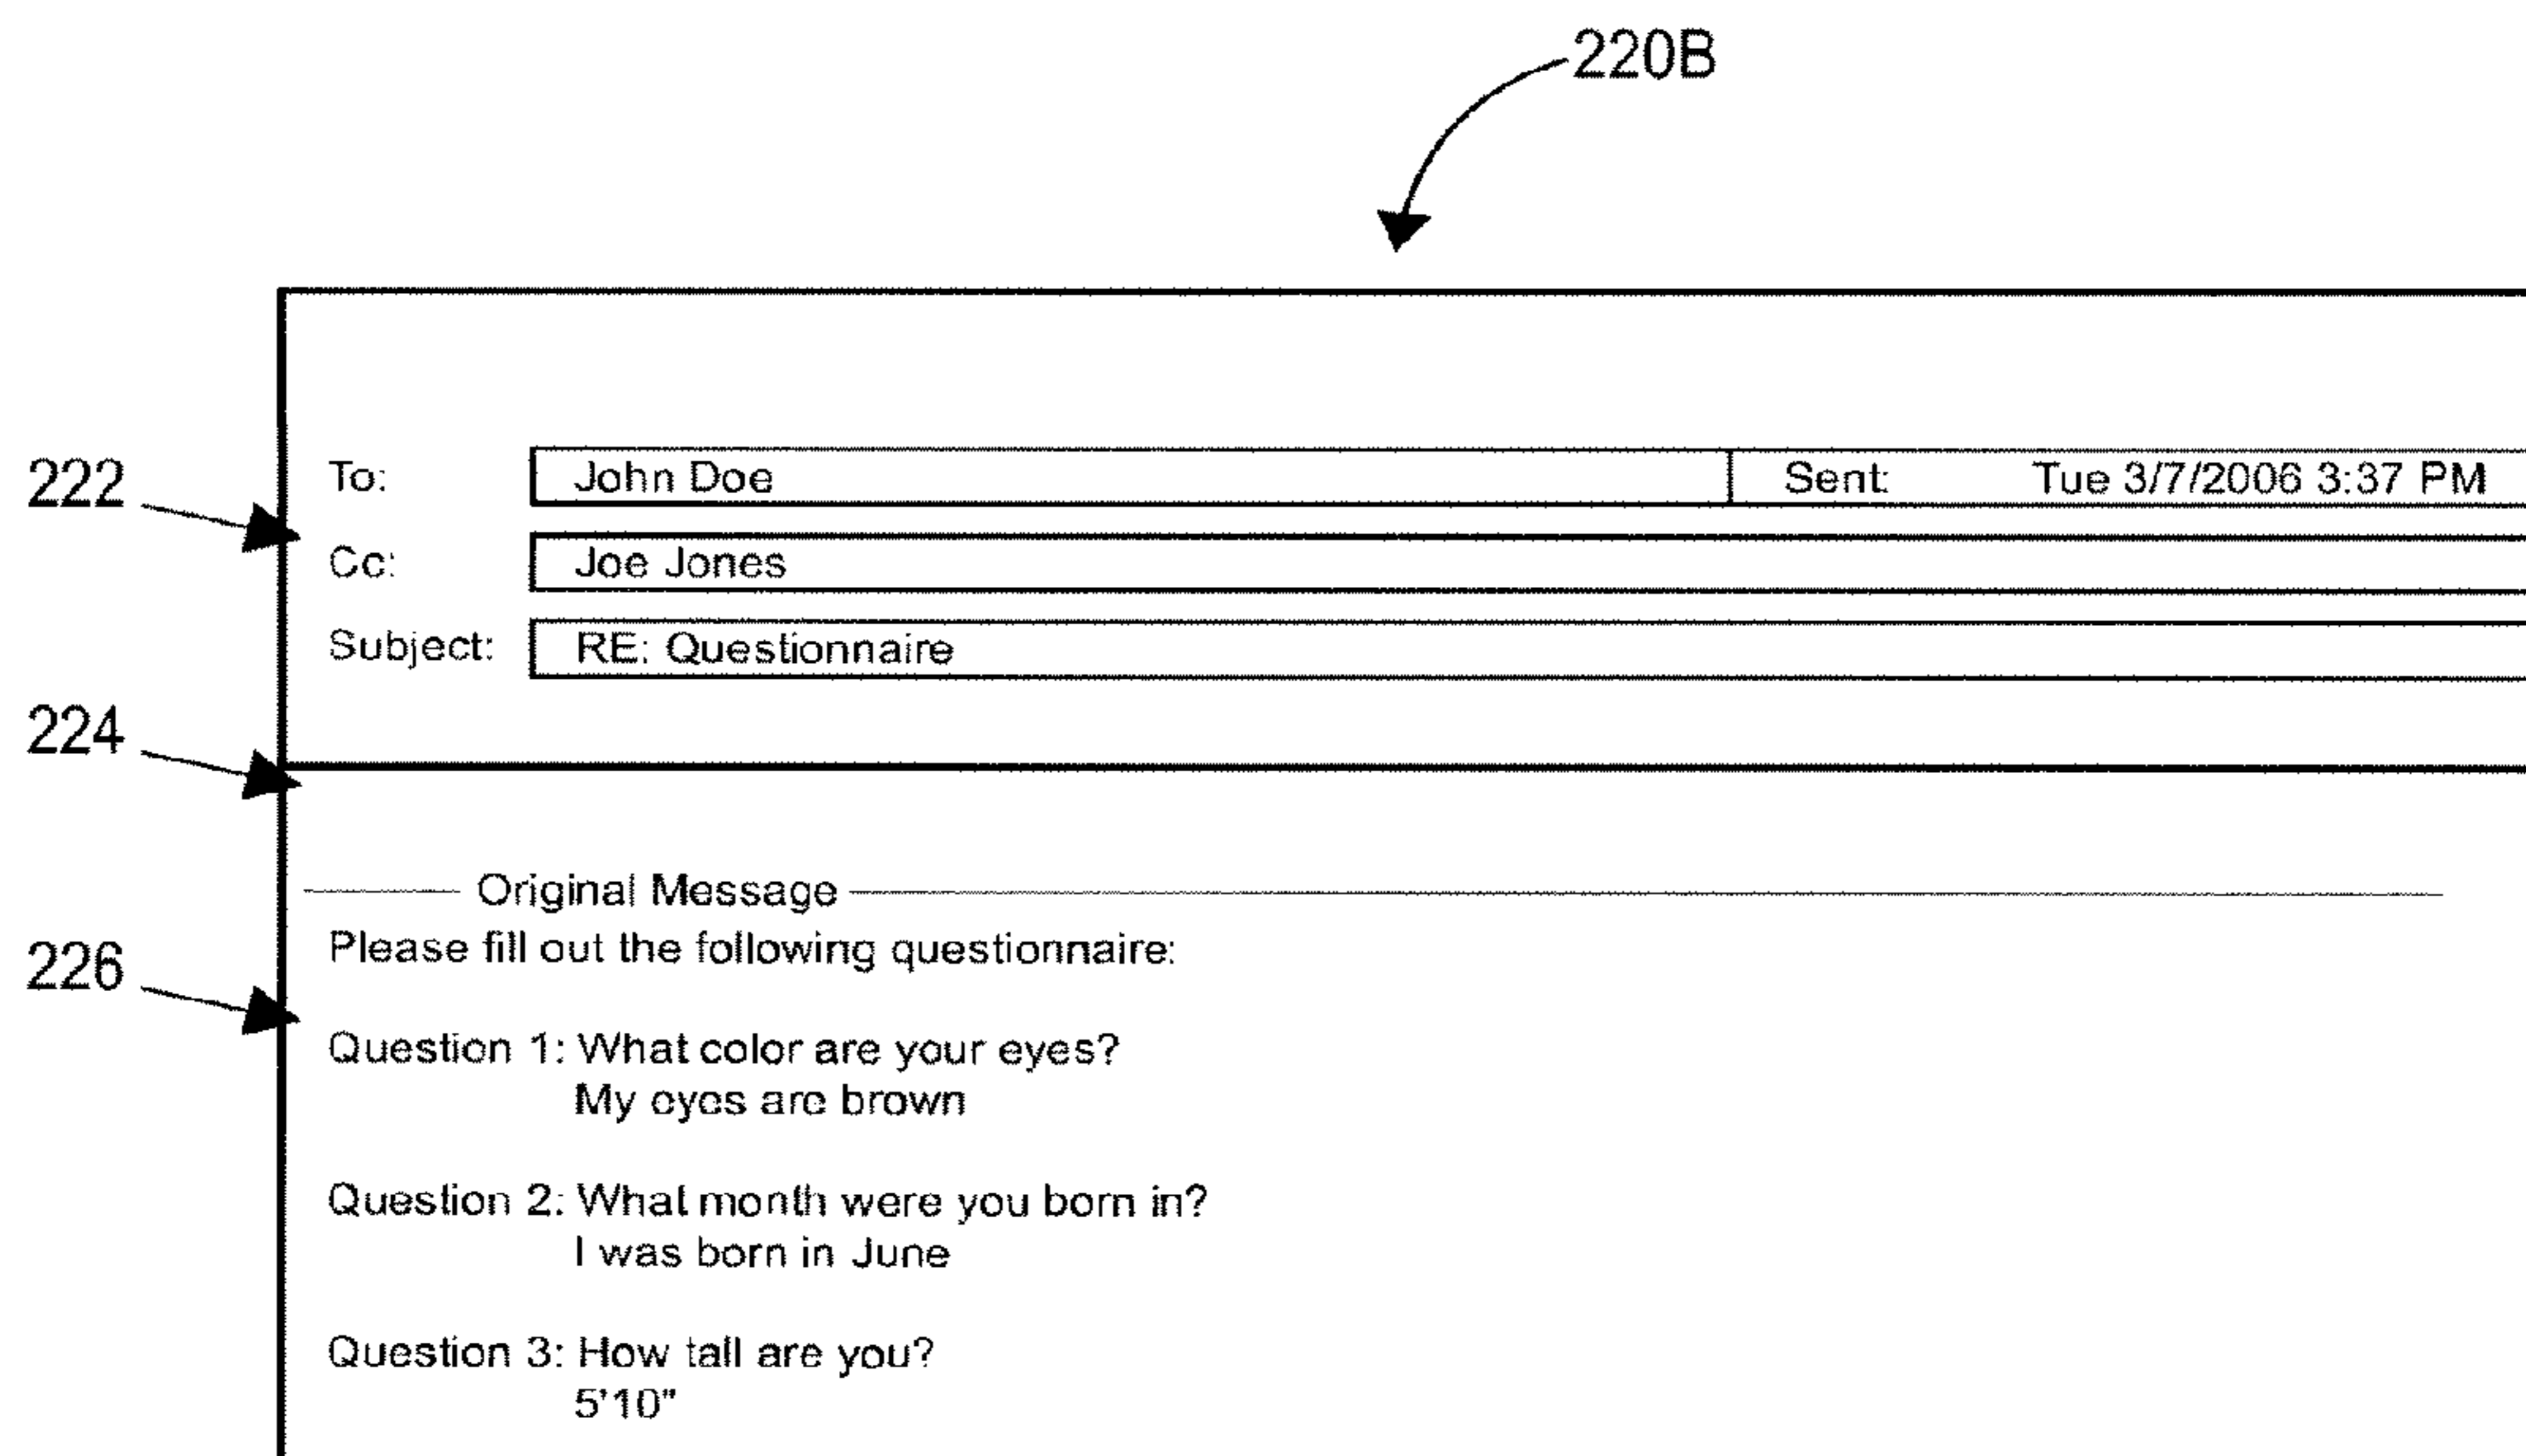 220B
222
To: John Doe Sent: Tue 3/7/2006 3:37 PM
Cc: Joe Jones
Subject: RE: Questionnaire
224
Original Message
Please fill out the following questionnaire:
226
Question 1: What color are your eyes?
My eyes are brown
Question 2: What month were you born in?
I was born in June
Question 3: How tall are you?
5'10"